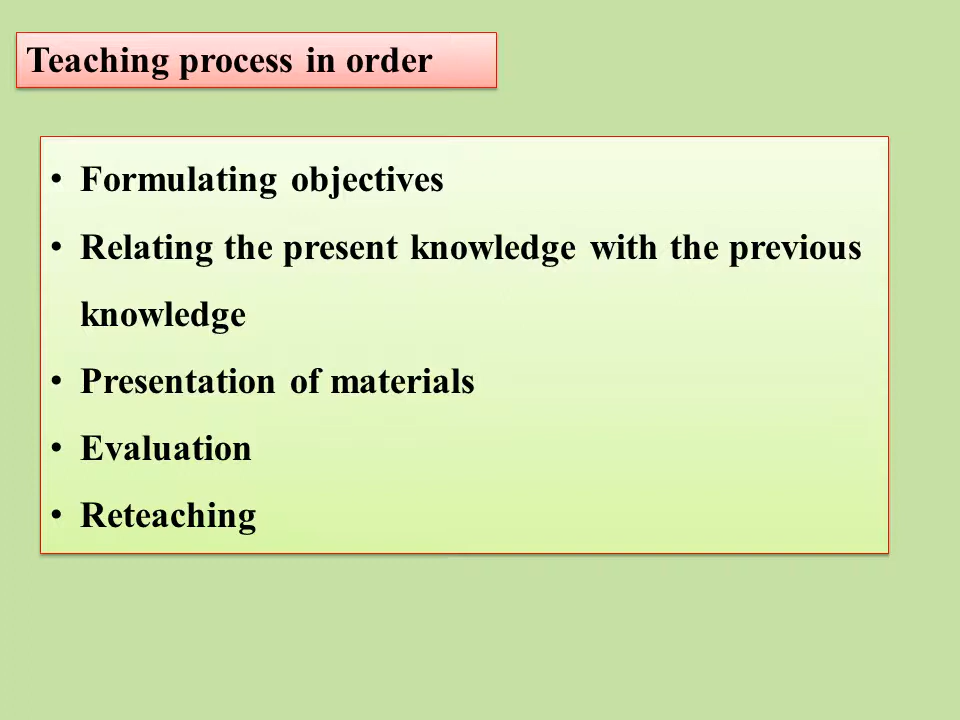 Teaching process in order
• Formulating objectives
• Relating the present knowledge with the previous
knowledge
• Presentation of materials
• Evaluation
• Reteaching